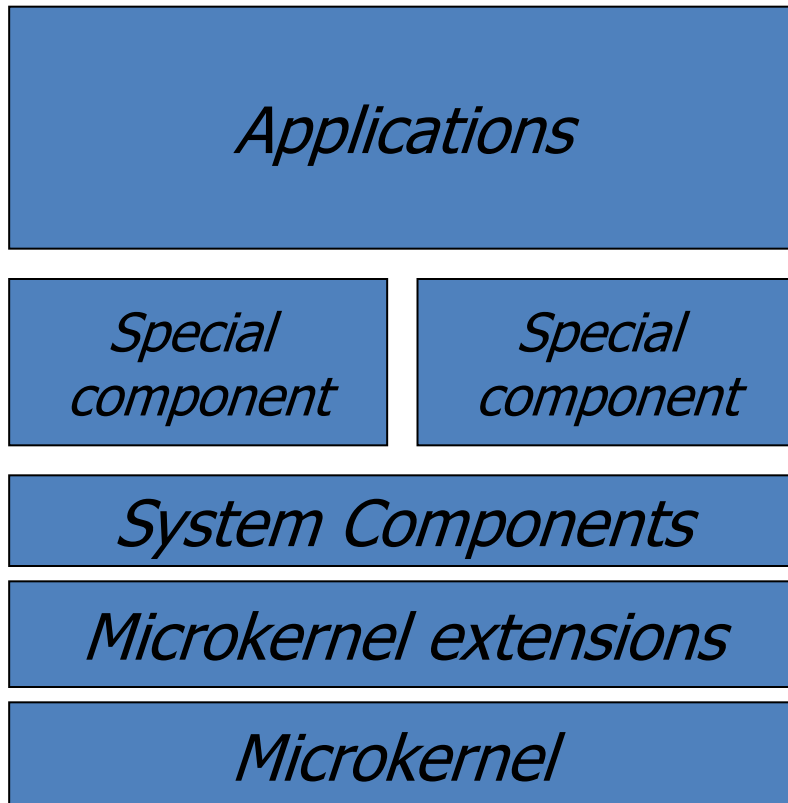 Applications
Special
component
Special
component
System Components
Microkernel extensions
Microkernel